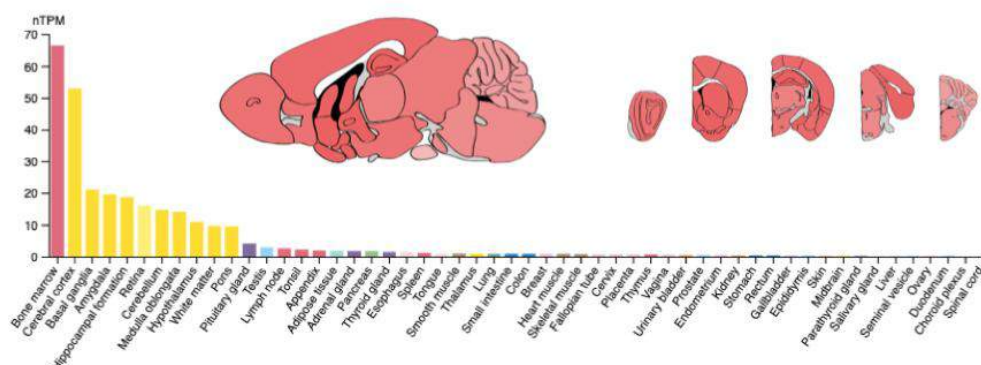 nTPM
70
60
50
40
30
20
10
0
Bone marrow
Cerebral cortex
Basal ganglia
Amygdala
Hippocampal formation
Retina
Cerebellum
Medulla oblongata
Hypothalamus
White matter
Pons
Pituitary gland
Testis
Lymph node
Tonsil
Appendix
Adipose tissue
Adrenal gland
Pancreas
Thyroid gland
Esophagus
Spleen
Tongue
Smooth muscle
Thalamus
Lung
Small intestine
Colon
Breast
Heart muscle
Skeletal muscle
Fallopian tube
Cervix
Placenta
Thymus
Vagina
Urinary bladder
Prostate
Endometrium
Kidney
Stomach
Rectum
Gallbladder
Epididymis
Skin
Midbrain
Parathyroid gland
Salivary gland
Liver
Seminal vesicle
Ovary
Duodenum
Choroid plexus
Spinal cord